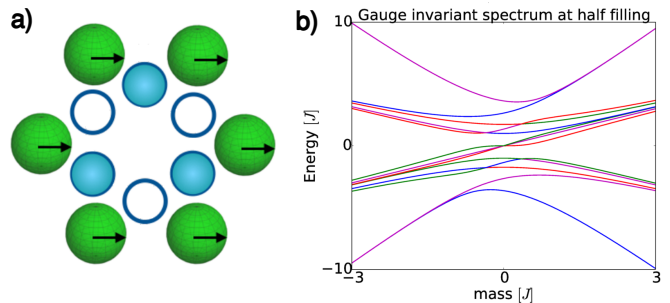 a)
b)
Gauge invariant spectrum at half filling
10
0
−10
Energy [J]
−3
0
3
mass [J]